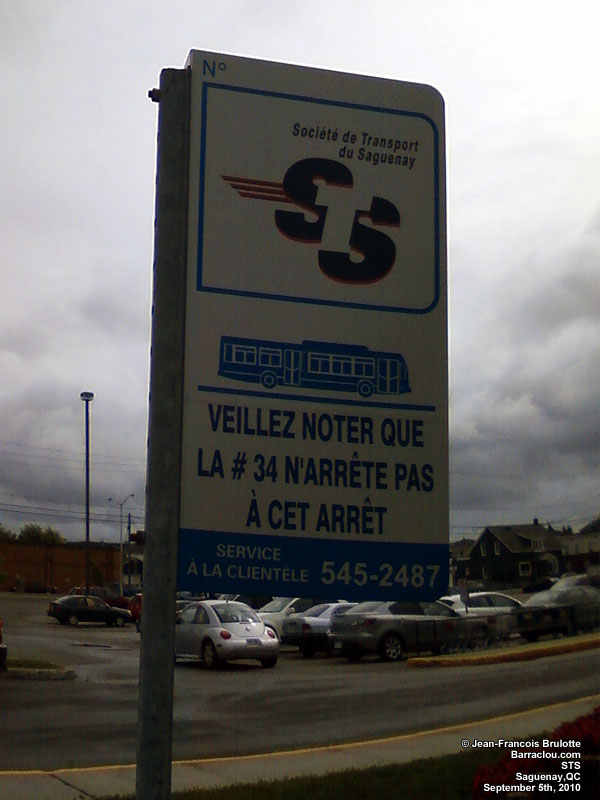 N°
Société de Transport
du Saguenay
STS
VEILLEZ NOTER QUE
LA # 34 N'ARRÊTE PAS
À CET ARRÊT
SERVICE
À LA CLIENTÈLE 545-2487
© Jean-François Brulotte
Barraclou.com
STS
Saguenay,QC
September 5th, 2010